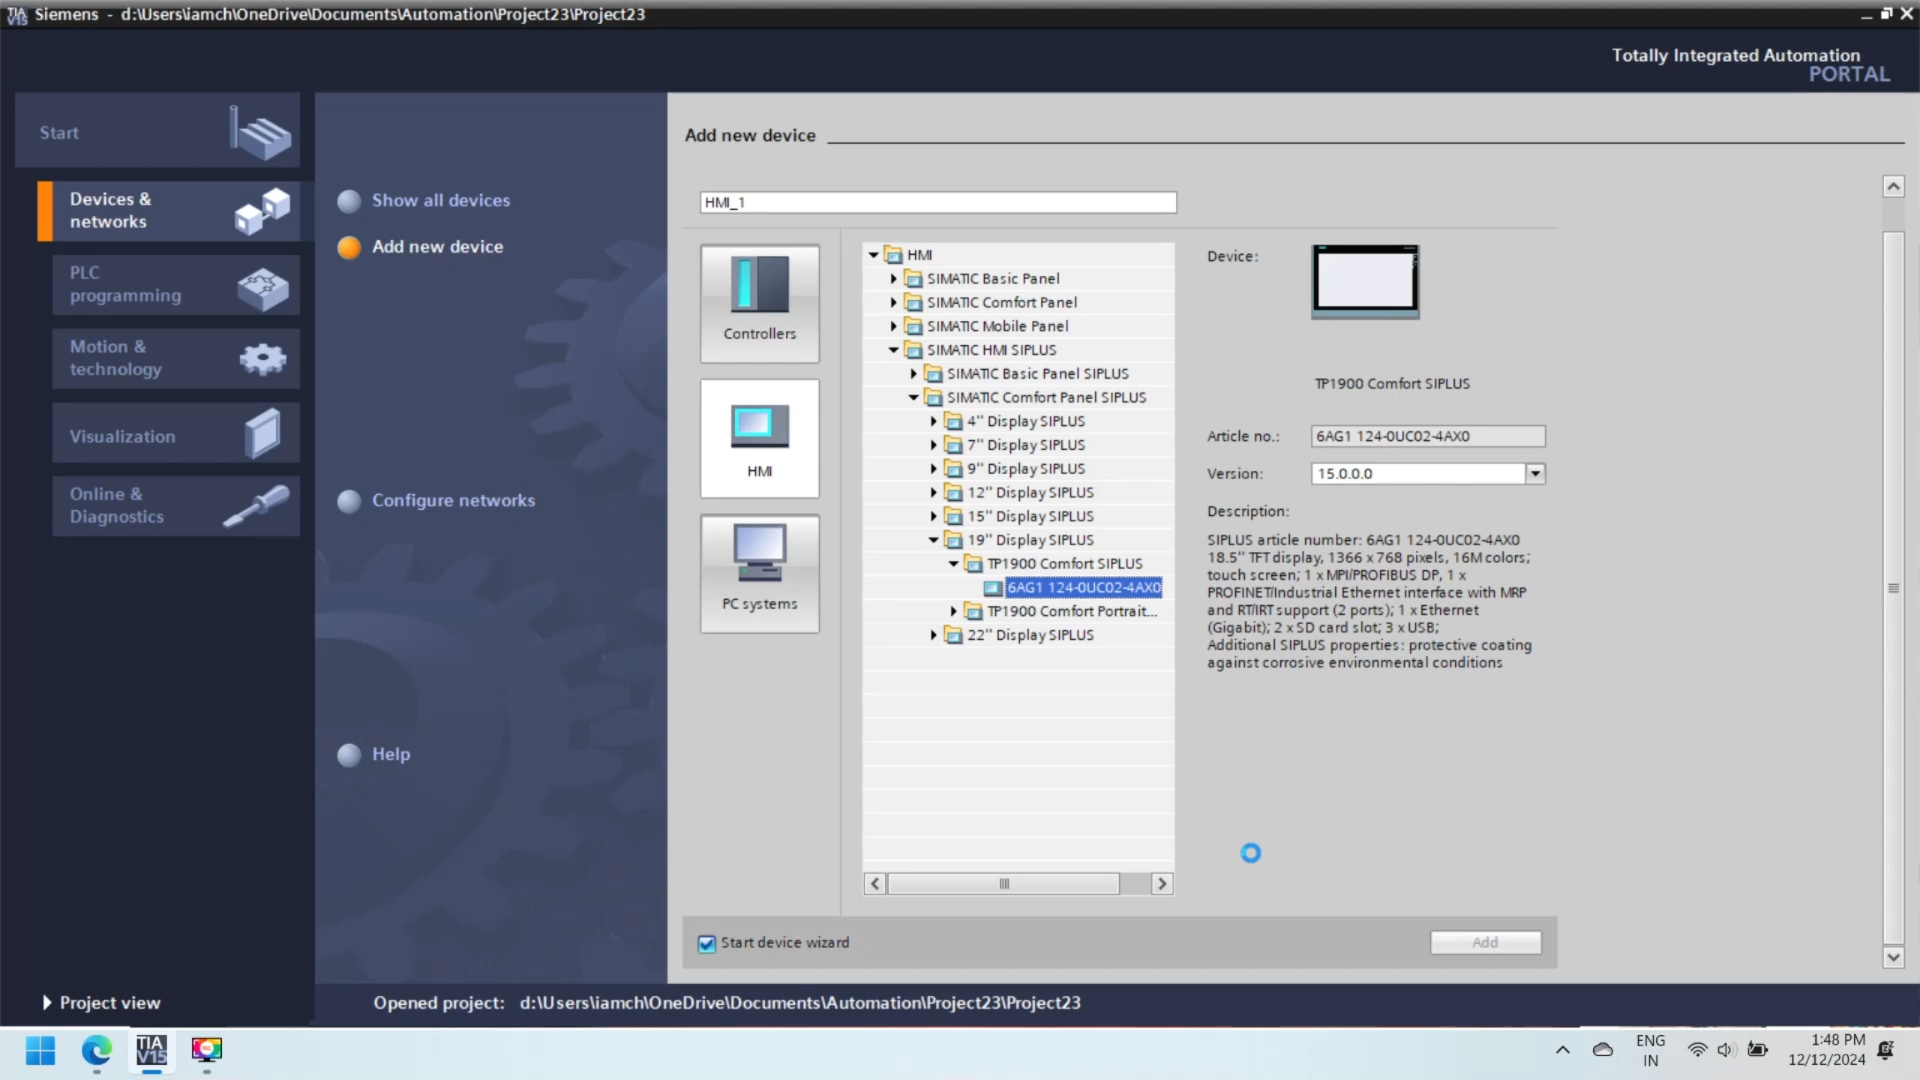 TIA V15 Siemens - d:\Users\iamch\OneDrive\Documents\Automation\Project23\Project23
Totally Integrated Automation
PORTAL
Start
Devices &
networks
PLC
programming
Motion &
technology
Visualization
Online &
Diagnostics
Project view
Show all devices
Add new device
Configure networks
Help
Add new device
HMI_1
Controllers
HMI
PC systems
HMI
SIMATIC Basic Panel
SIMATIC Comfort Panel
SIMATIC Mobile Panel
SIMATIC HMI SIPLUS
SIMATIC Basic Panel SIPLUS
SIMATIC Comfort Panel SIPLUS
4'' Display SIPLUS
7'' Display SIPLUS
9'' Display SIPLUS
12'' Display SIPLUS
15'' Display SIPLUS
19'' Display SIPLUS
TP1900 Comfort SIPLUS
6AG1 124-0UC02-4AX0
TP1900 Comfort Portrait...
22'' Display SIPLUS
Device:
TP1900 Comfort SIPLUS
Article no.: 6AG1 124-0UC02-4AX0
Version: 15.0.0.0
Description:
SIPLUS article number: 6AG1 124-0UC02-4AX0
18.5'' TFT display, 1366 x 768 pixels, 16M colors;
touch screen; 1 x MPI/PROFIBUS DP, 1 x
PROFINET/Industrial Ethernet interface with MRP
and RT/IRT support (2 ports); 1 x Ethernet
(Gigabit); 2 x SD card slot; 3 x USB;
Additional SIPLUS properties: protective coating
against corrosive environmental conditions
Start device wizard
Add
Opened project: d:\Users\iamch\OneDrive\Documents\Automation\Project23\Project23
TIA
V15
ENG
IN
1:48 PM
12/12/2024